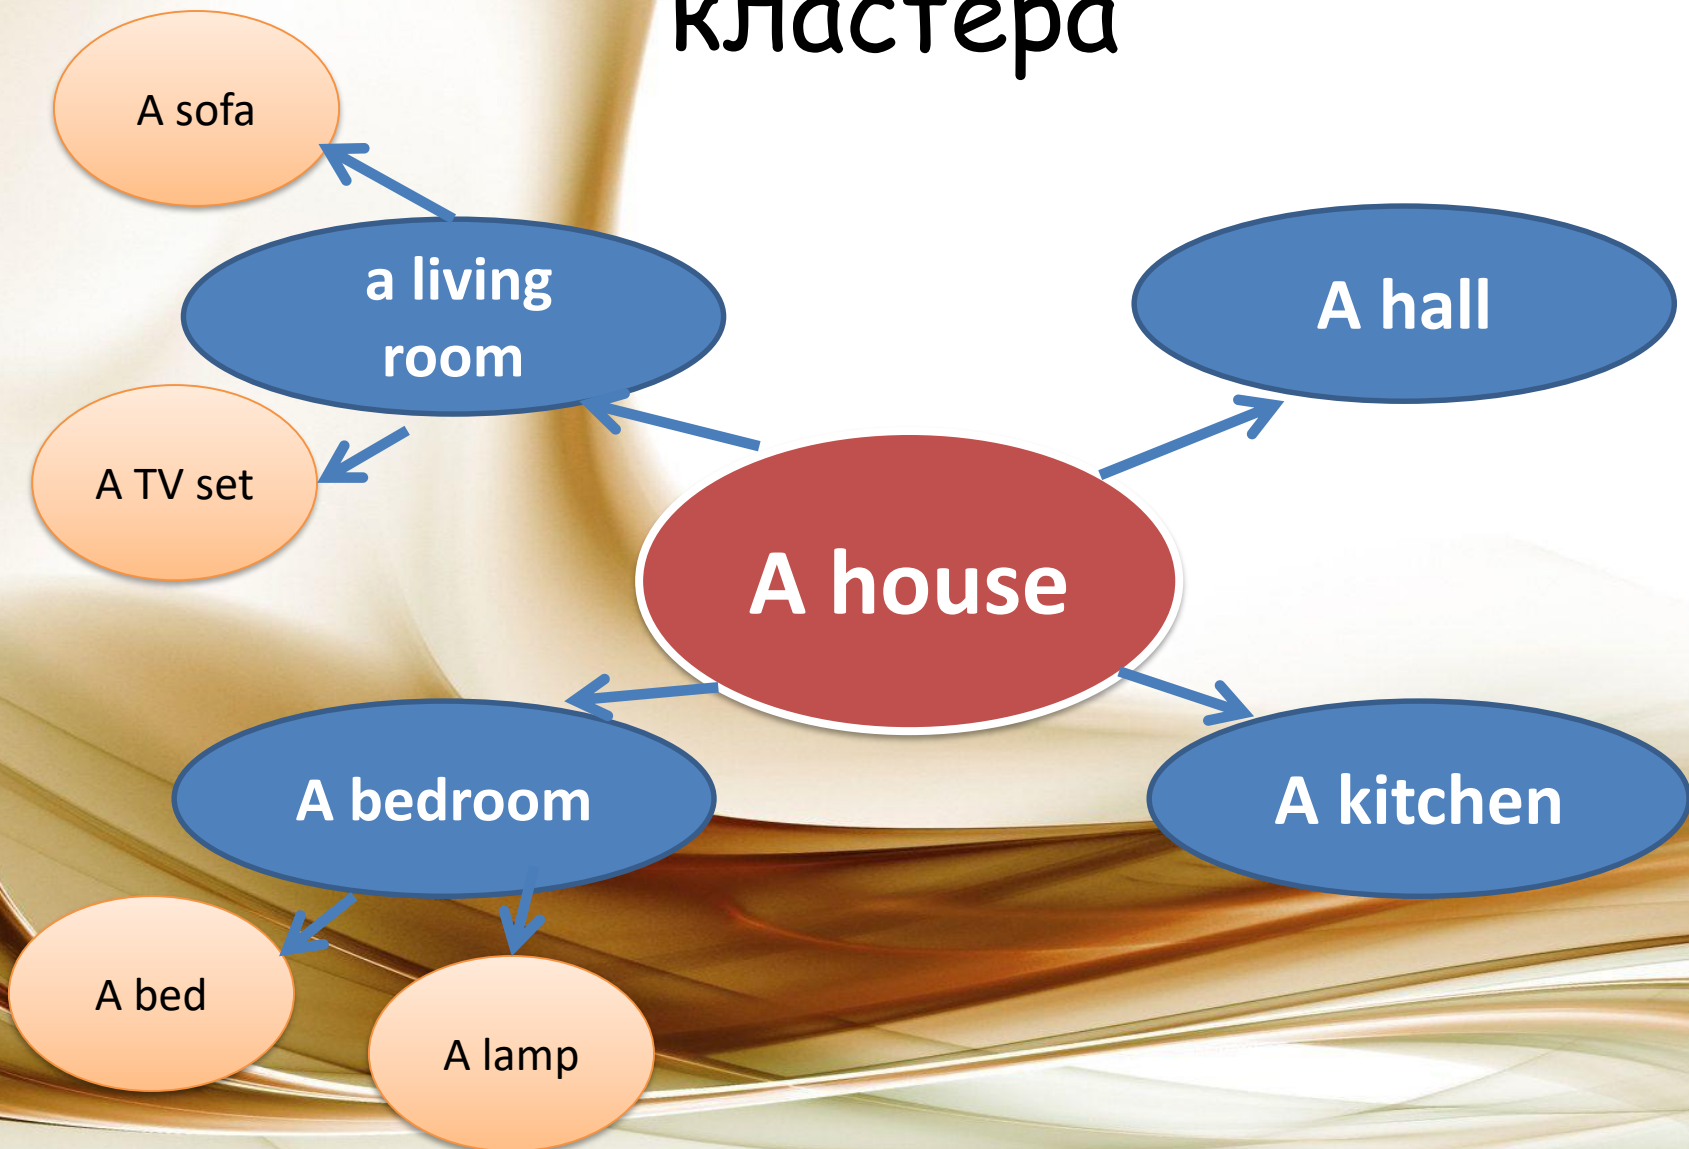 кластера
A sofa
a living
room
A hall
A TV set
A house
A bedroom
A kitchen
A bed
A lamp